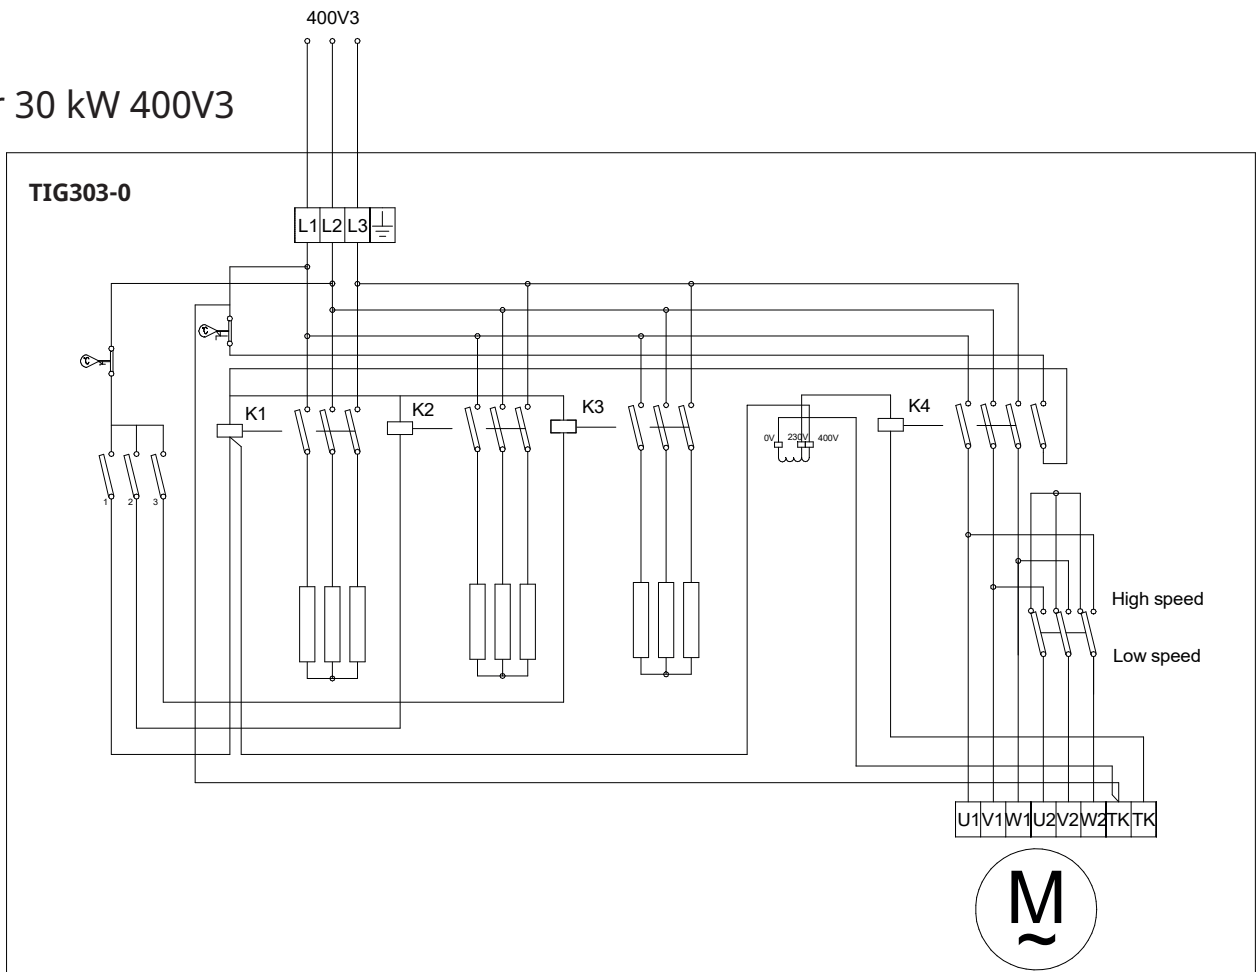 400V3
r 30 kW 400V3
TIG303-0
L1 L2 L3
K1 K2 K3 K4
0V 230V 400V
1 2 3
High speed
Low speed
U1 V1 W1 U2 V2 W2 TK TK
M
~